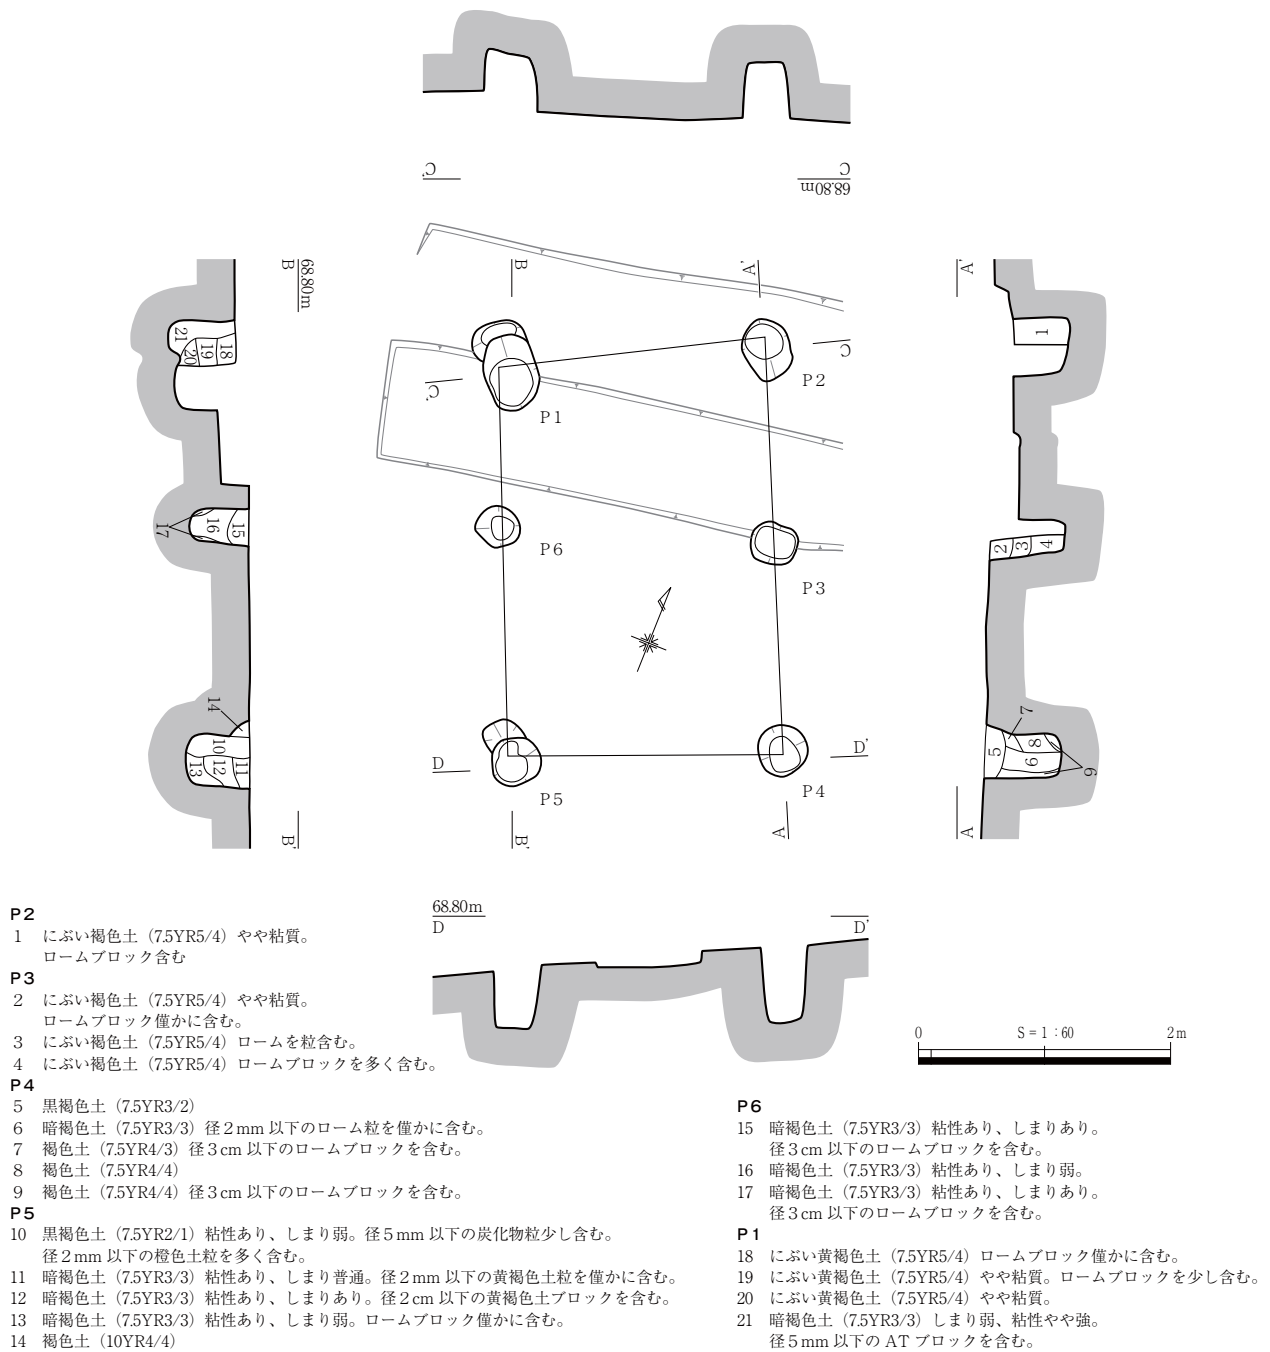 C'
C
68.80m
B
68.80m
B
A'
A'
21
20
19
18
1
C'
C
P1
P2
17
16
15
P6
P3
2
3
4
14
10
13
12
11
7
5
8
6
9
D
D'
P5
P4
B'
B'
A
A
68.80m
D
D'
0
S = 1 : 60
2m
P2
1 にぶい褐色土(7.5YR5/4)やや粘質。
ロームブロック含む
P3
2 にぶい褐色土(7.5YR5/4)やや粘質。
ロームブロック僅かに含む。
3 にぶい褐色土(7.5YR5/4)ロームを粒含む。
4 にぶい褐色土(7.5YR5/4)ロームブロックを多く含む。
P4
5 黒褐色土(7.5YR3/2)
6 暗褐色土(7.5YR3/3)径2mm以下のローム粒を僅かに含む。
7 褐色土(7.5YR4/3)径3cm以下のロームブロックを含む。
8 褐色土(7.5YR4/4)
9 褐色土(7.5YR4/4)径3cm以下のロームブロックを含む。
P5
10 黒褐色土(7.5YR2/1)粘性あり、しまり弱。径5mm以下の炭化物粒少し含む。
径2mm以下の橙色土粒を多く含む。
11 暗褐色土(7.5YR3/3)粘性あり、しまり普通。径2mm以下の黄褐色土粒を僅かに含む。
12 暗褐色土(7.5YR3/3)粘性あり、しまりあり。径2cm以下の黄褐色土ブロックを含む。
13 暗褐色土(7.5YR3/3)粘性あり、しまり弱。ロームブロック僅かに含む。
14 褐色土(10YR4/4)
P6
15 暗褐色土(7.5YR3/3)粘性あり、しまりあり。
径3cm以下のロームブロックを含む。
16 暗褐色土(7.5YR3/3)粘性あり、しまり弱。
17 暗褐色土(7.5YR3/3)粘性あり、しまりあり。
径3cm以下のロームブロックを含む。
P1
18 にぶい黄褐色土(7.5YR5/4)ロームブロック僅かに含む。
19 にぶい黄褐色土(7.5YR5/4)やや粘質。ロームブロックを少し含む。
20 にぶい黄褐色土(7.5YR5/4)やや粘質。
21 暗褐色土(7.5YR3/3)しまり弱、粘性やや強。
径5mm以下のATブロックを含む。